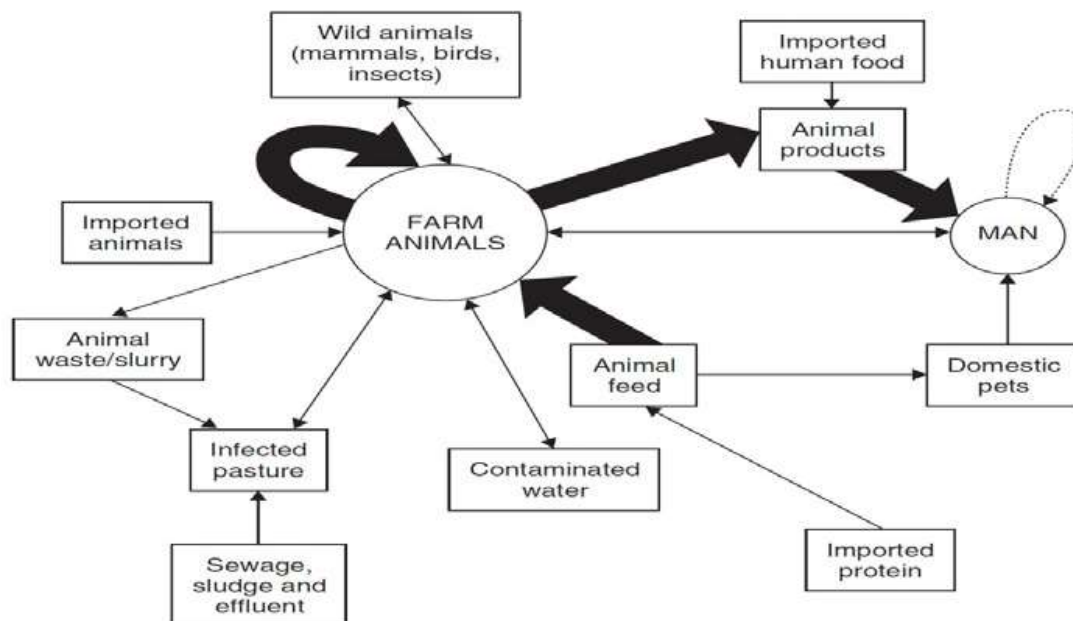 Wild animals
(mammals, birds,
insects)
Imported
human food
Animal
products
Imported
animals
FARM
ANIMALS
MAN
Animal
waste/slurry
Animal
feed
Domestic
pets
Infected
pasture
Contaminated
water
Sewage,
sludge and
effluent
Imported
protein